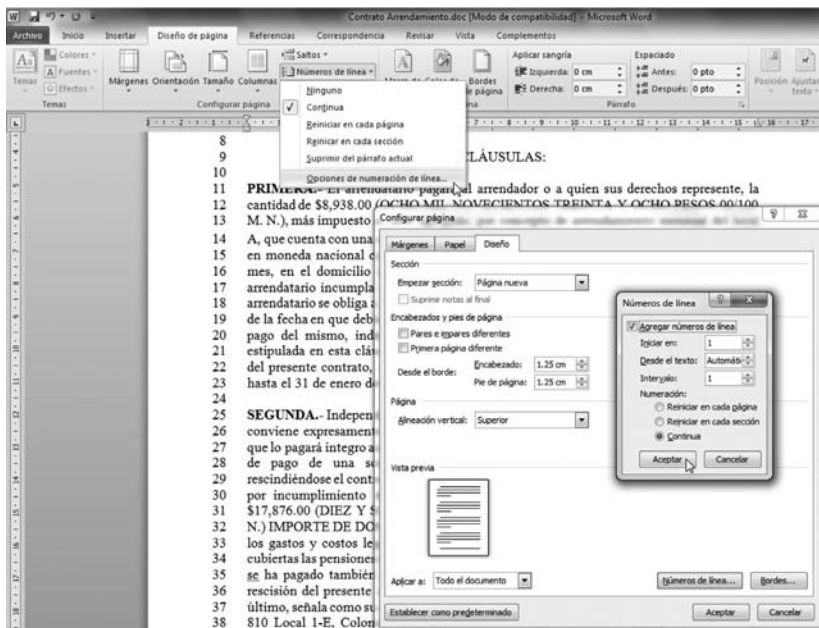 Contrato Arrendamiento.doc [Modo de compatibilidad] - Microsoft Word
Archivo Inicio Insertar Diseño de página Referencias Correspondencia Revisar Vista Complementos
Aa Colores Fuentes Efectos Temas
Temas
Márgenes Orientación Tamaño Columnas
Saltos
Números de línea
Configurar página
Bordes de página
Aplicar sangría
Izquierda: 0 cm
Derecha: 0 cm
Espaciado
Antes: 0 pto
Después: 0 pto
Párrafo
Posición Ajustar texto
Ninguno
Continua
Reiniciar en cada página
Reinicar en cada sección
Suprimir del párrafo actual
Opciones de numeración de línea...
8
9 CLÁUSULAS:
10
11 PRIMERA.- El arrendatario pagará al arrendador o a quien sus derechos represente, la
12 cantidad de $8,938.00 (OCHO MIL NOVECIENTOS TREINTA Y OCHO PESOS 00/100
13 M. N.), más impuesto
14 A, que cuenta con una
15 en moneda nacional
16 mes, en el domicilio
17 arrendatario incumpla
18 arrendatario se obliga a
19 de la fecha en que deb
20 pago del mismo, ind
21 estipulada en esta clá
22 del presente contrato,
23 hasta el 31 de enero d
24
25 SEGUNDA.- Indepen
26 conviene expresament
27 que lo pagará integro a
28 de pago de una s
29 rescindiéndose el cont
30 por incumplimiento
31 $17,876.00 (DIEZ Y S
32 N.) IMPORTE DE DO
33 los gastos y costos le
34 cubiertas las pensiones
35 se ha pagado también
36 rescisión del presente
37 último, señala como su
38 810 Local 1-E, Colon
Configurar página
Márgenes Papel Diseño
Sección
Empezar sección: Página nueva
Suprimir notas al final
Encabezados y pies de página
Pares e impares diferentes
Primera página diferente
Desde el borde:
Encabezado: 1.25 cm
Pie de página: 1.25 cm
Página
Alineación vertical: Superior
Vista previa
Aplicar a: Todo el documento
Números de línea... Bordes...
Establecer como predeterminado Aceptar Cancelar
Números de línea
Agregar números de línea
Iniciar en: 1
Desde el texto: Automáti
Intervalo: 1
Numeración:
Reiniciar en cada página
Reiniciar en cada sección
Continua
Aceptar Cancelar